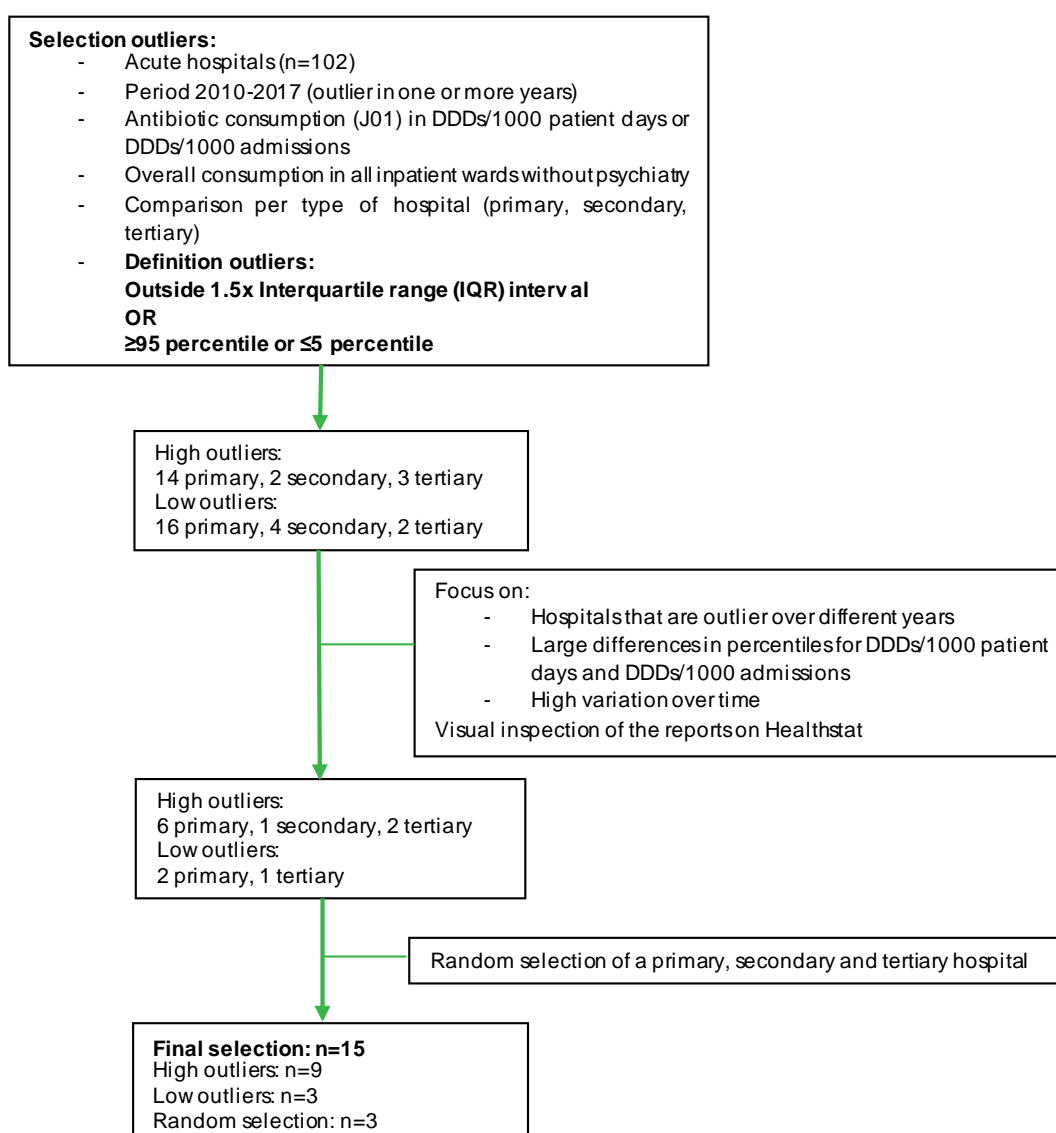 Selection outliers:
- Acute hospitals (n=102)
- Period 2010-2017 (outlier in one or more years)
- Antibiotic consumption (J01) in DDDs/1000 patient days or
DDDs/1000 admissions
- Overall consumption in all inpatient wards without psychiatry
- Comparison per type of hospital (primary, secondary,
tertiary)
- Definition outliers:
Outside 1.5x Interquartile range (IQR) interval
OR
≥95 percentile or ≤5 percentile
High outliers:
14 primary, 2 secondary, 3 tertiary
Low outliers:
16 primary, 4 secondary, 2 tertiary
Focus on:
- Hospitals that are outlier over different years
- Large differences in percentiles for DDDs/1000 patient
days and DDDs/1000 admissions
- High variation over time
Visual inspection of the reports on Healthstat
High outliers:
6 primary, 1 secondary, 2 tertiary
Low outliers:
2 primary, 1 tertiary
Random selection of a primary, secondary and tertiary hospital
Final selection: n=15
High outliers: n=9
Low outliers: n=3
Random selection: n=3